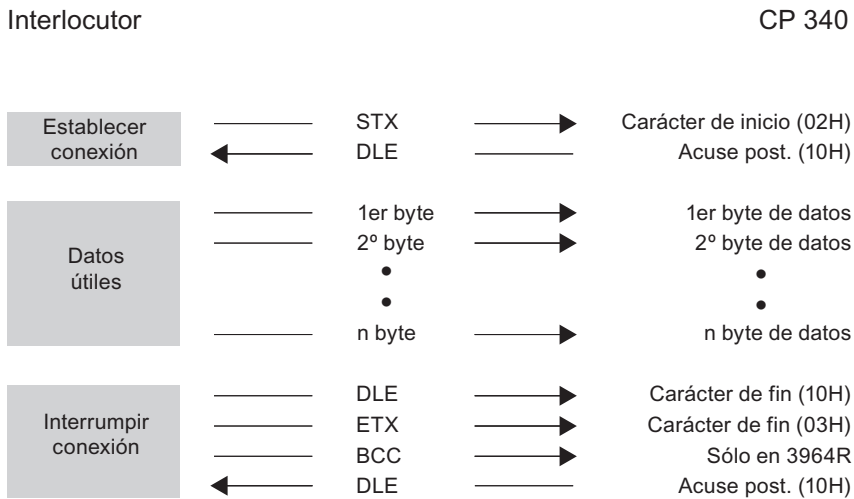 Interlocutor CP 340
Establecer conexión
STX Carácter de inicio (02H)
DLE Acuse post. (10H)
Datos útiles
1er byte 1er byte de datos
2º byte 2º byte de datos
• •
• •
n byte n byte de datos
Interrumpir conexión
DLE Carácter de fin (10H)
ETX Carácter de fin (03H)
BCC Sólo en 3964R
DLE Acuse post. (10H)